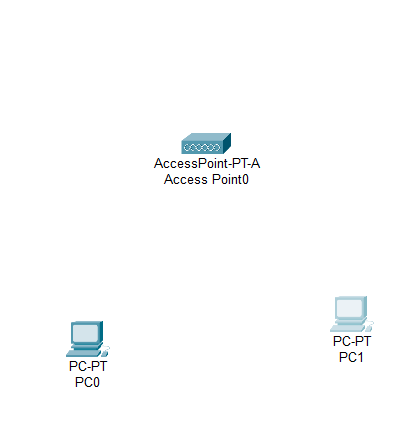 AccessPoint-PT-A
Access Point0
PC-PT
PC1
PC-PT
PC0